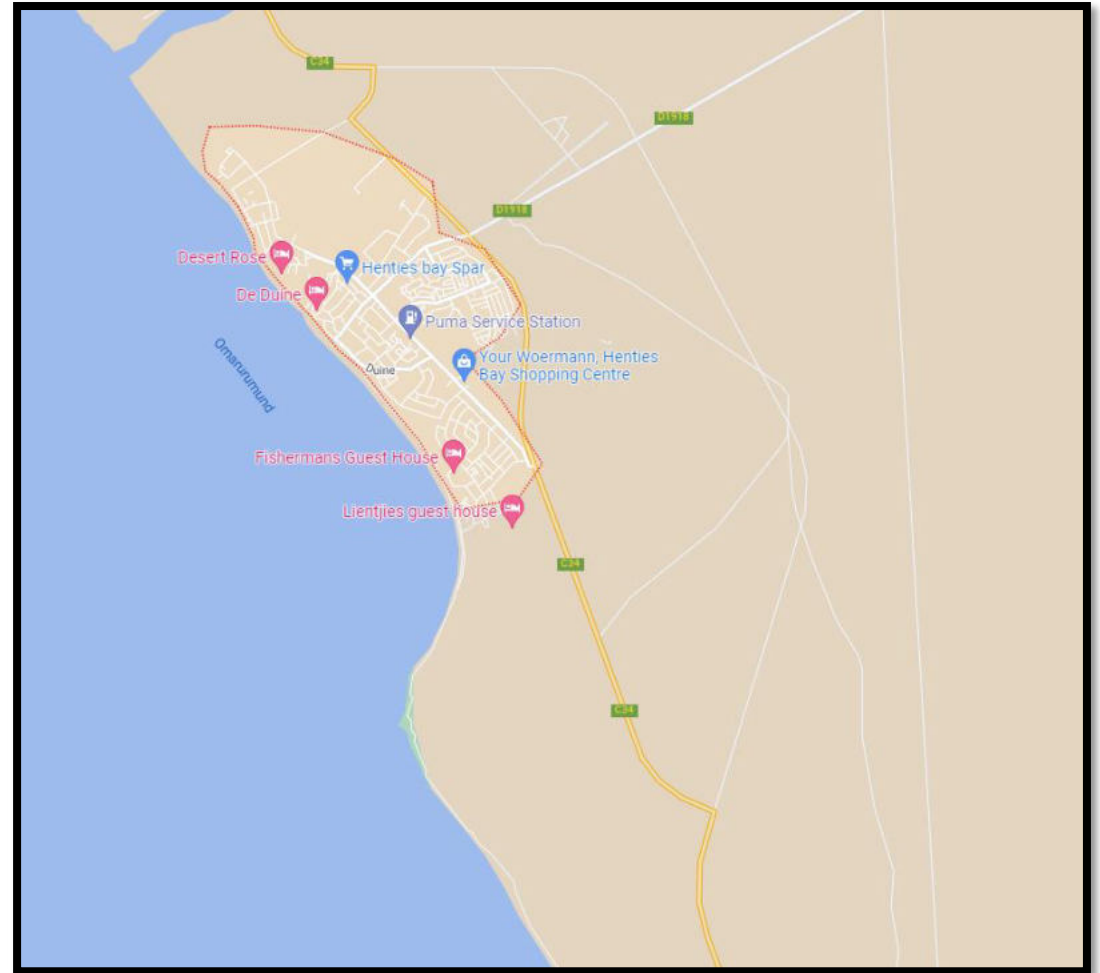 C34
D1918
D1918
Desert Rose
Henties bay Spar
De Duine
Puma Service Station
Your Woermann, Henties
Bay Shopping Centre
Omarurumund
Duine
Fishermans Guest House
Lientjies guest house
C34
C34